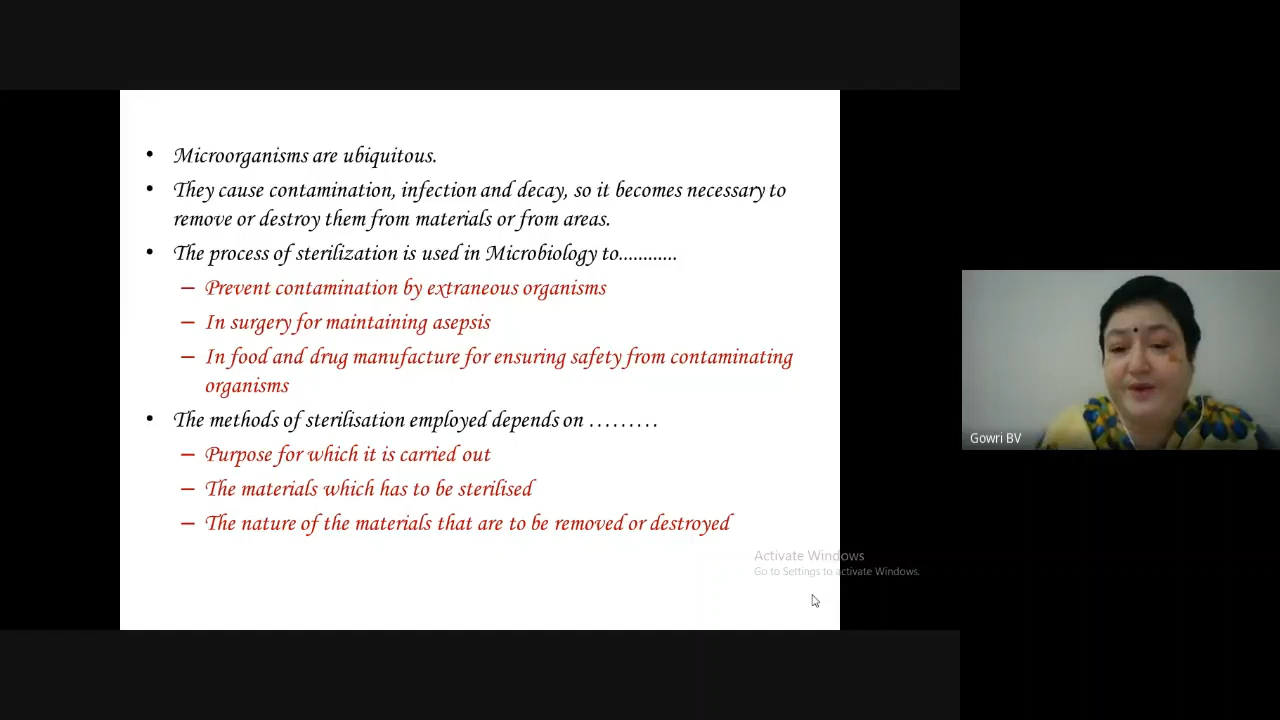 • Microorganisms are ubiquitous.
• They cause contamination, infection and decay, so it becomes necessary to
remove or destroy them from materials or from areas.
• The process of sterilization is used in Microbiology to............
– Prevent contamination by extraneous organisms
– In surgery for maintaining asepsis
– In food and drug manufacture for ensuring safety from contaminating
organisms
• The methods of sterilisation employed depends on ………
– Purpose for which it is carried out
– The materials which has to be sterilised
– The nature of the materials that are to be removed or destroyed
Activate Windows
Go to Settings to activate Windows.
Gowri BV